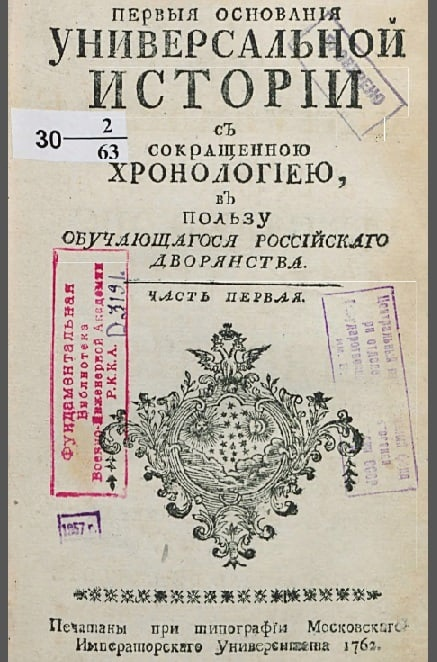 ПЕРВЫЯ ОСНОВАНІЯ
УНИВЕРСАЛЬНОЙ
ИСТОРІИ
съ
СОКРАЩЕННОЮ
ХРОНОЛОГІЕЮ,
въ
ПОЛЬЗУ
ОБУЧАЮЩАГОСЯ РОССІЙСКАГО
ДВОРЯНСТВА.
ЧАСТЬ ПЕРВАЯ.
30 2/63
Фундаментальная
Библиотека
Военно-Инженерной Академии
Р.К.К.А.
1957 г.
Печатаны при типографіи Московскаго
Императорскаго Университета 1762.